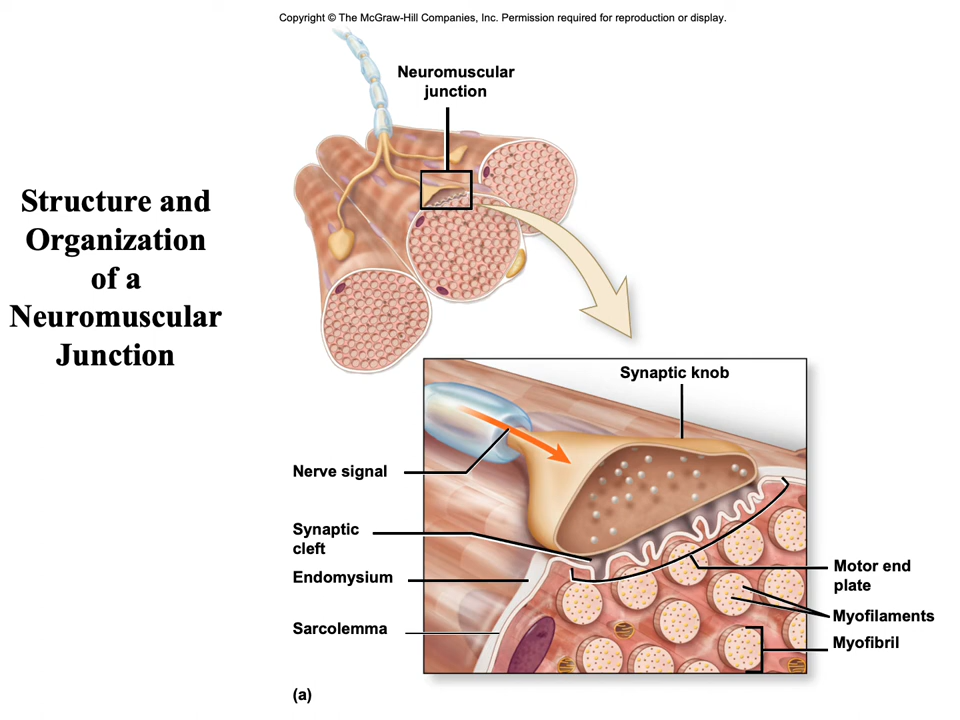 Copyright © The McGraw-Hill Companies, Inc. Permission required for reproduction or display.
Neuromuscular
junction
Structure and
Organization
of a
Neuromuscular
Junction
Synaptic knob
Nerve signal
Synaptic
cleft
Endomysium
Sarcolemma
Motor end
plate
Myofilaments
Myofibril
(a)